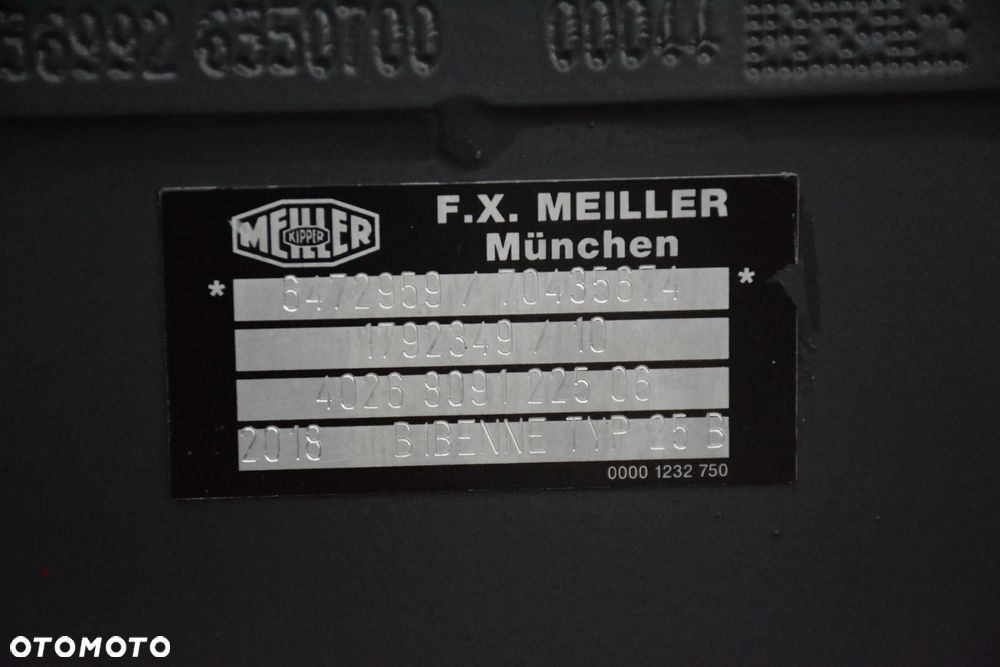 56992 6550700 00044
MEILLER
KIPPER
F.X. MEILLER
München
* 6472959 / 70435674 *
1792349 / 10
4026 8091 225 06
2018 BIBENNE TYP 25 B
0000 1232 750
OTOMOTO